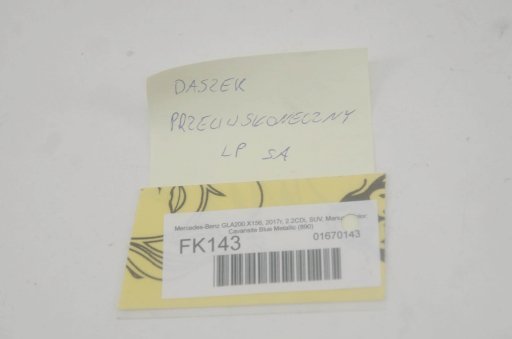 DASZEK
PRZECIWSŁONECZNY
LP SA
Mercedes-Benz GLA200 X156, 2017r, 2.2CDI, SUV, Manual, kolor:
Cavansite Blue Metallic (890)
FK143
01670143